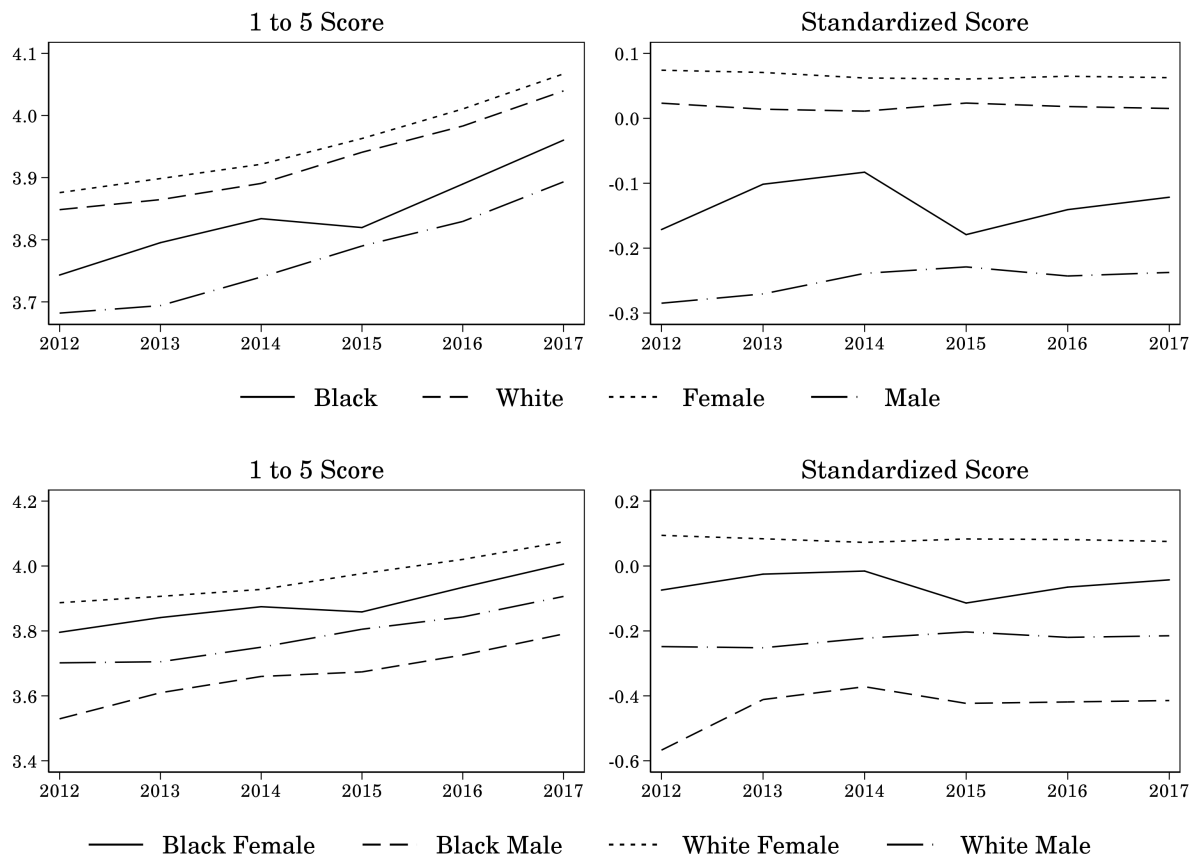 1 to 5 Score
4.1
4.0
3.9
3.8
3.7
2012 2013 2014 2015 2016 2017
Standardized Score
0.1
0.0
-0.1
-0.2
-0.3
2012 2013 2014 2015 2016 2017
Black White Female Male
1 to 5 Score
4.2
4.0
3.8
3.6
3.4
2012 2013 2014 2015 2016 2017
Standardized Score
0.2
0.0
-0.2
-0.4
-0.6
2012 2013 2014 2015 2016 2017
Black Female Black Male White Female White Male